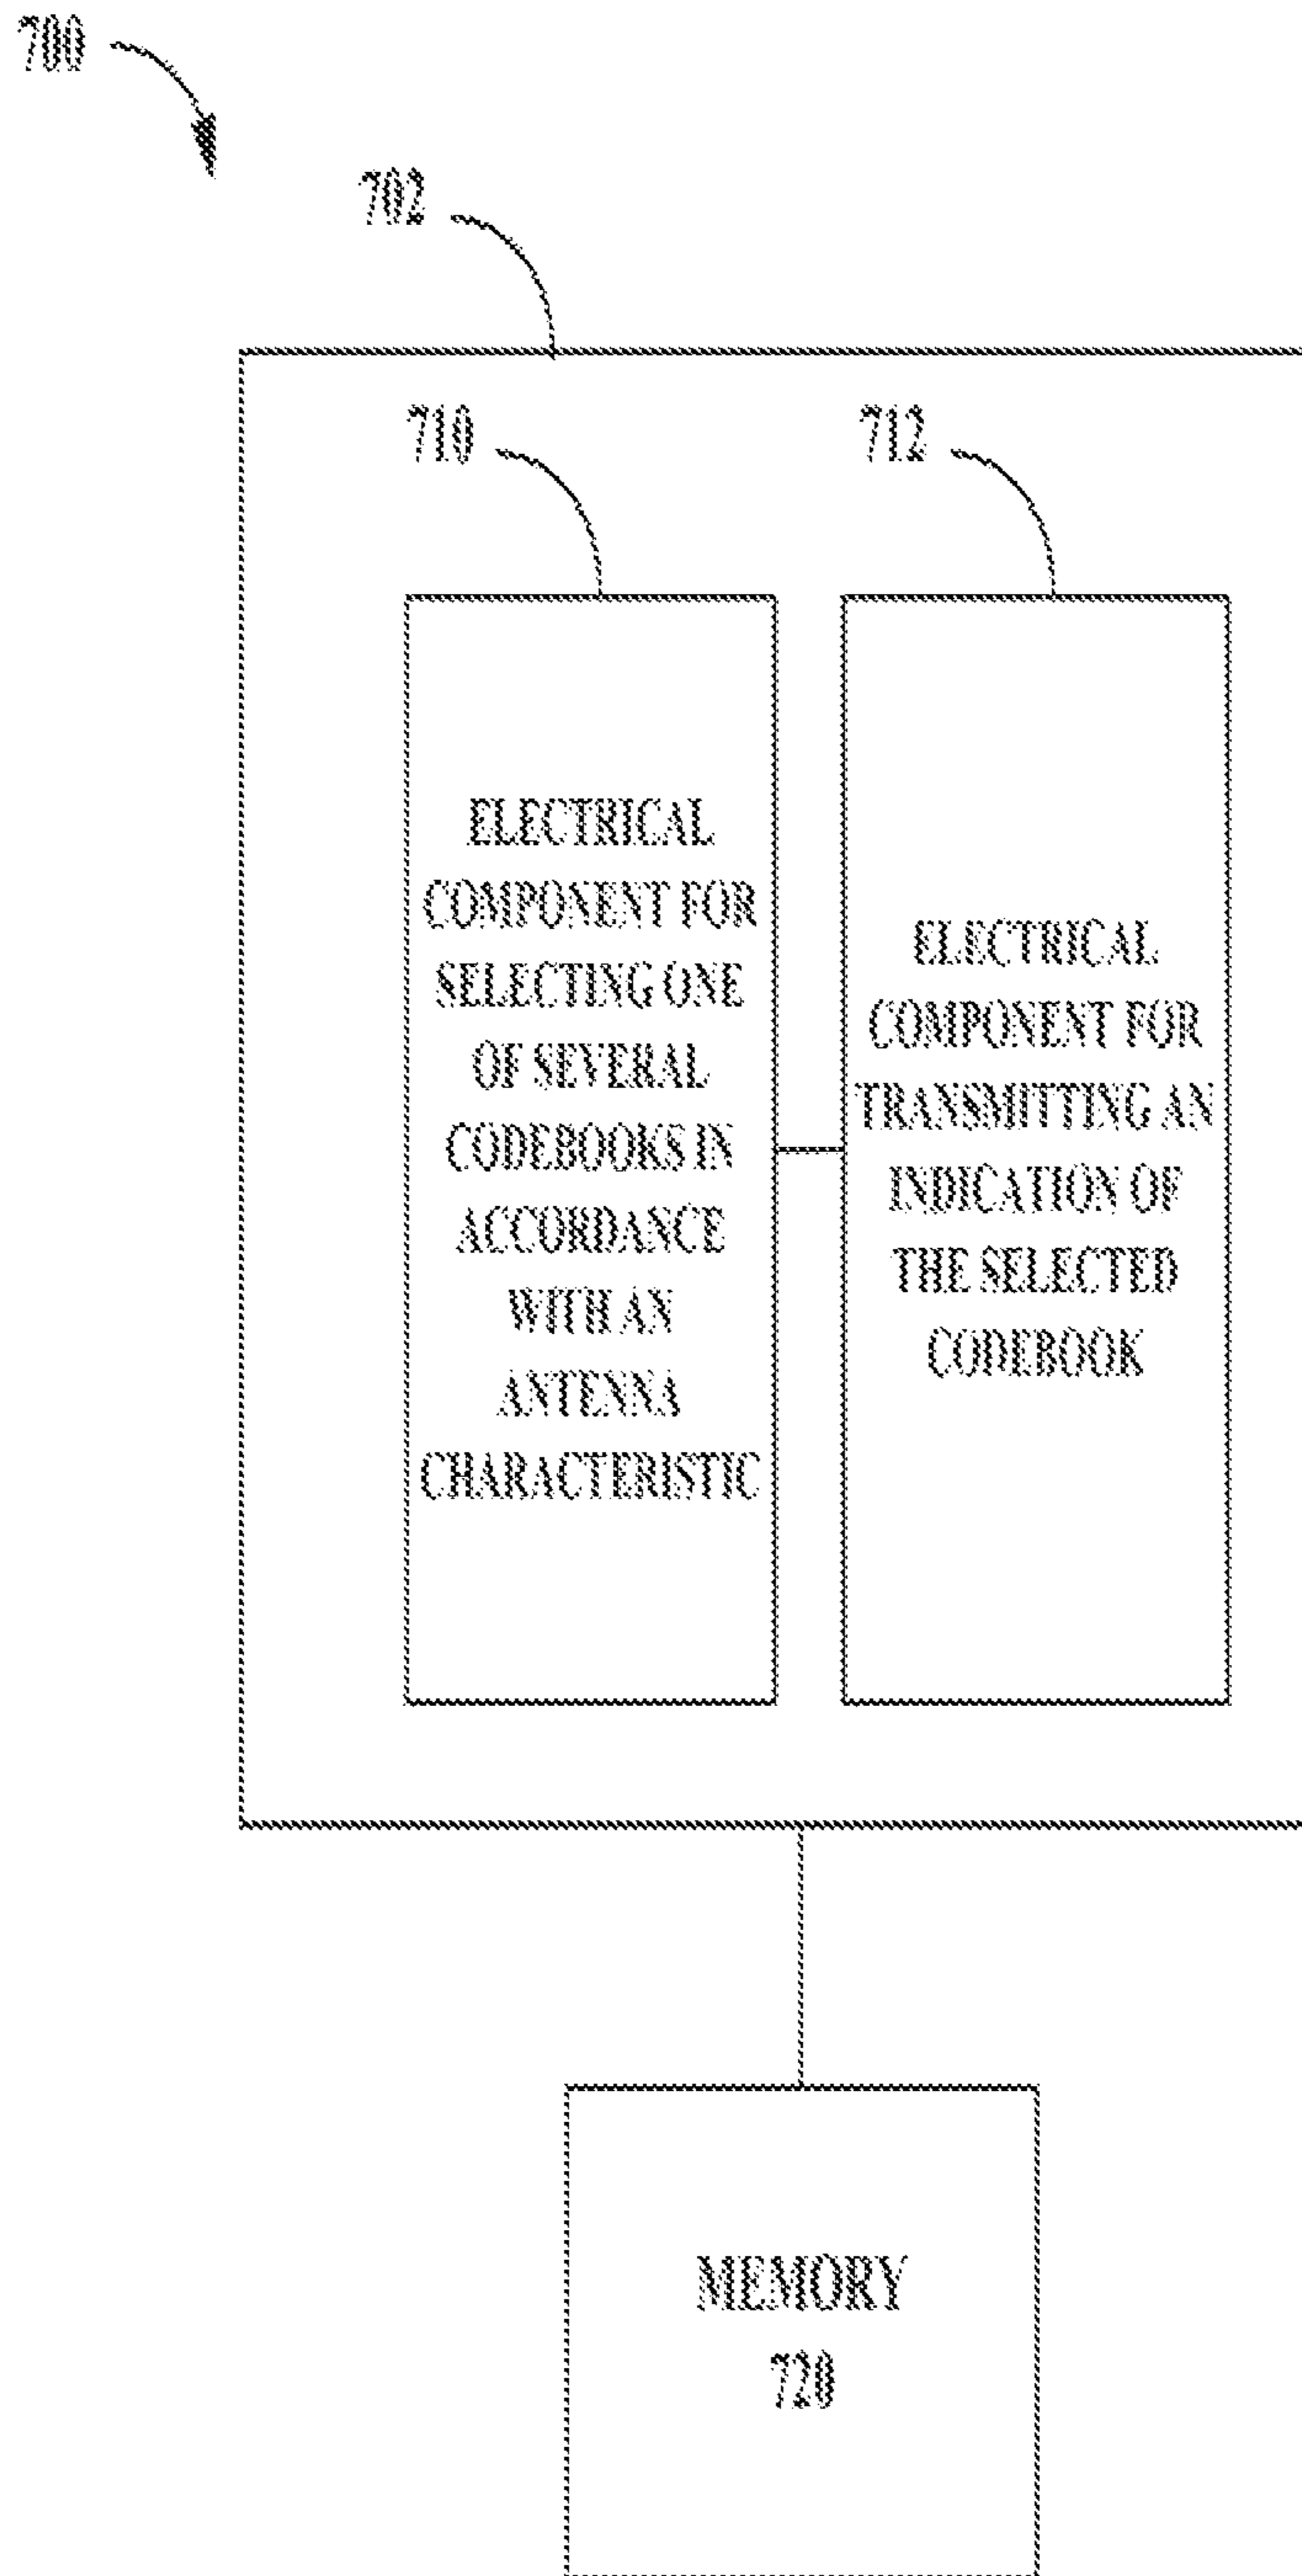 700
702
710
712
ELECTRICAL
COMPONENT FOR
SELECTING ONE
OF SEVERAL
CODEBOOKS IN
ACCORDANCE
WITH AN
ANTENNA
CHARACTERISTIC
ELECTRICAL
COMPONENT FOR
TRANSMITTING AN
INDICATION OF
THE SELECTED
CODEBOOK
MEMORY
720